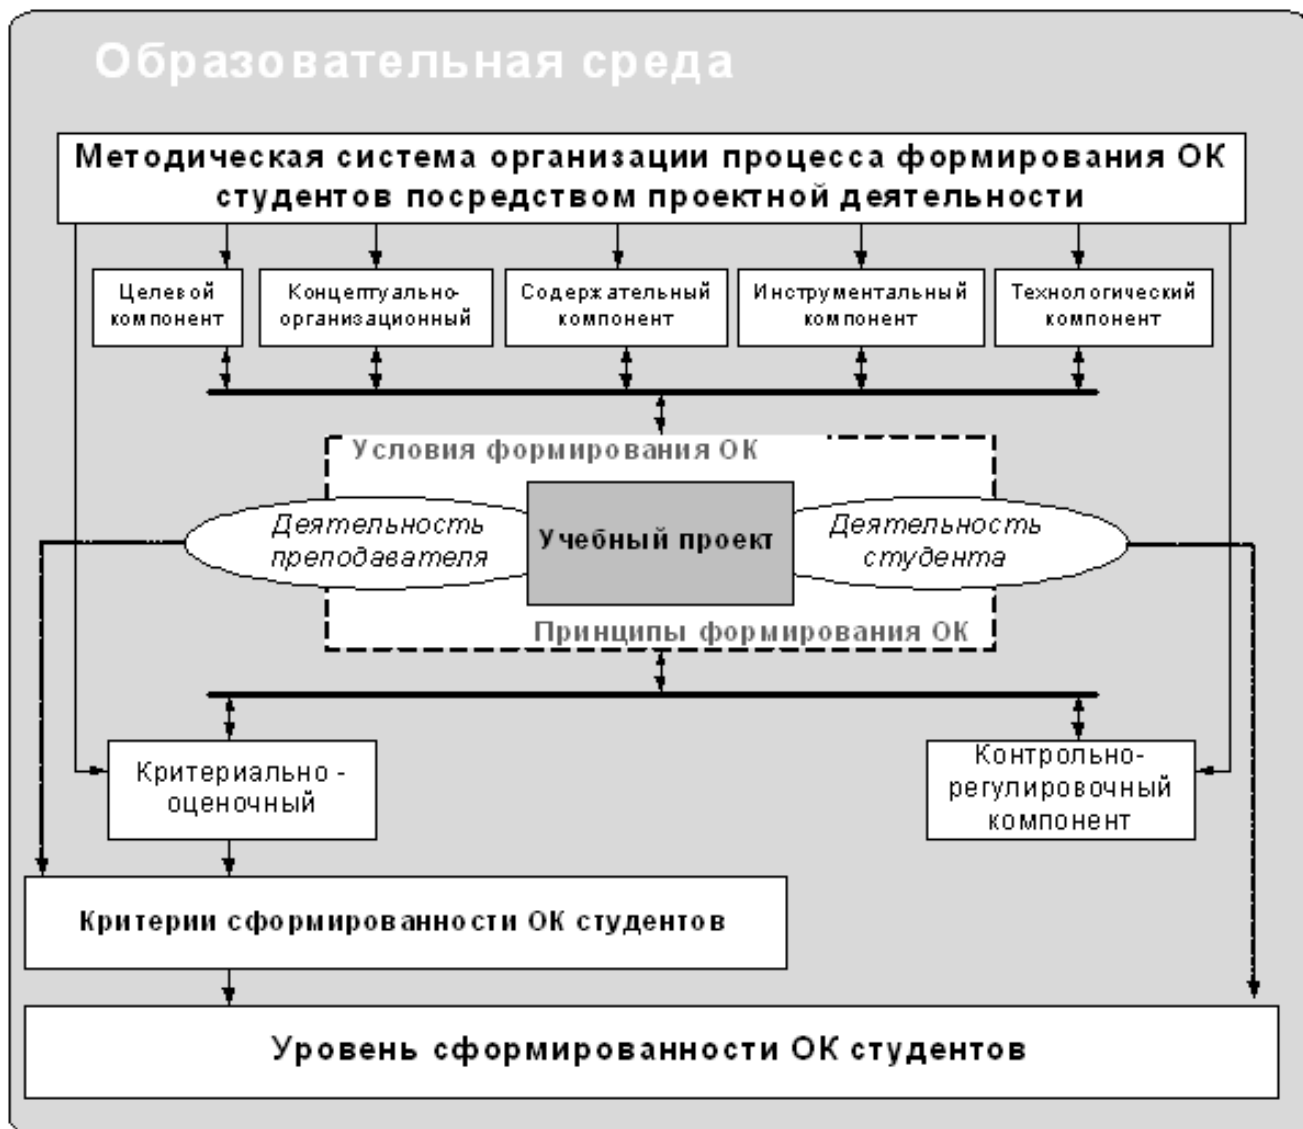 Образовательная среда
Методическая система организации процесса формирования ОК
студентов посредством проектной деятельности
Целевой
компонент
Концептуально-
организационный
Содержательный
компонент
Инструментальный
компонент
Технологический
компонент
Условия формирования ОК
Деятельность
преподавателя
Учебный проект
Деятельность
студента
Принципы формирования ОК
Критериально -
оценочный
Контрольно-
регулировочный
компонент
Критерии сформированности ОК студентов
Уровень сформированности ОК студентов